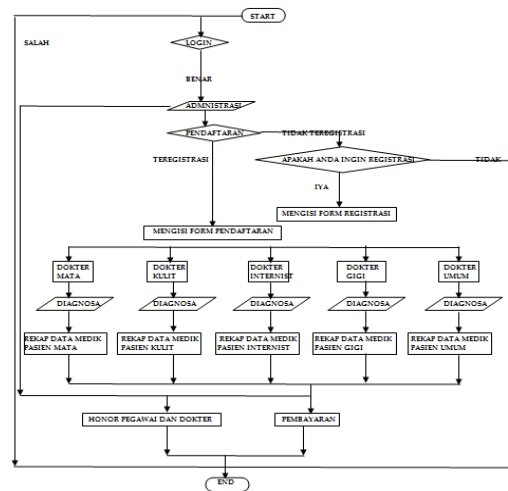 START
SALAH
LOGIN
BENAR
ADMNISTRASI
PENDAFTARAN
TIDAK TEREGISTRASI
TEREGISTRASI
APAKAH ANDA INGIN REGISTRASI
TIDAK
IYA
MENGISI FORM REGISTRASI
MENGISI FORM PENDAFTARAN
DOKTER
MATA
DOKTER
KULIT
DOKTER
INTERNIST
DOKTER
GIGI
DOKTER
UMUM
DIAGNOSA
DIAGNOSA
DIAGNOSA
DIAGNOSA
DIAGNOSA
REKAP DATA MEDIK
PASIEN MATA
REKAP DATA MEDIK
PASIEN KULIT
REKAP DATA MEDIK
PASIEN INTERNIST
REKAP DATA MEDIK
PASIEN GIGI
REKAP DATA MEDIK
PASIEN UMUM
HONOR PEGAWAI DAN DOKTER
PEMBAYARAN
END